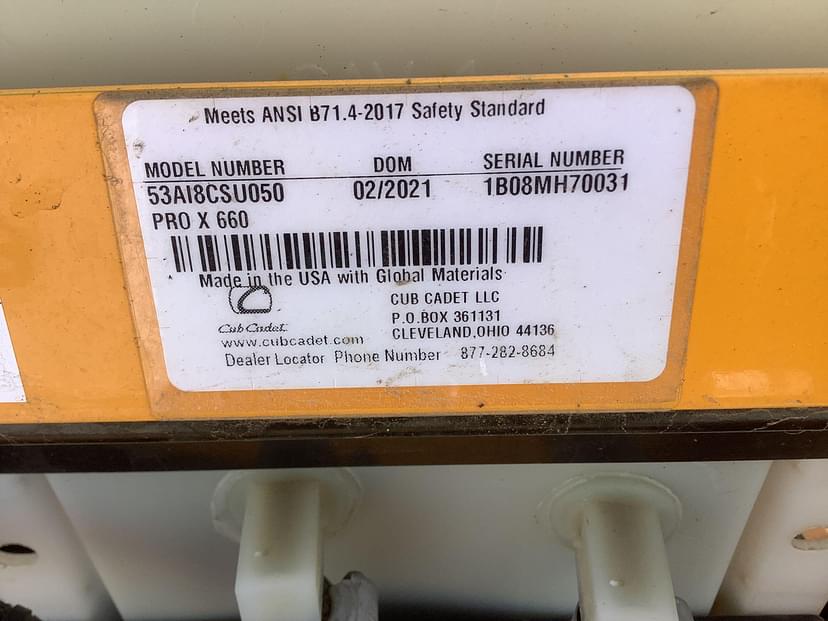 Meets ANSI B71.4-2017 Safety Standard
MODEL NUMBER DOM SERIAL NUMBER
53AI8CSU050 02/2021 1B08MH70031
PRO X 660
Made in the USA with Global Materials
CUB CADET LLC
P.O.BOX 361131
Cub Cadet. CLEVELAND,OHIO 44136
www.cubcadet.com
Dealer Locator Phone Number 877-282-8684